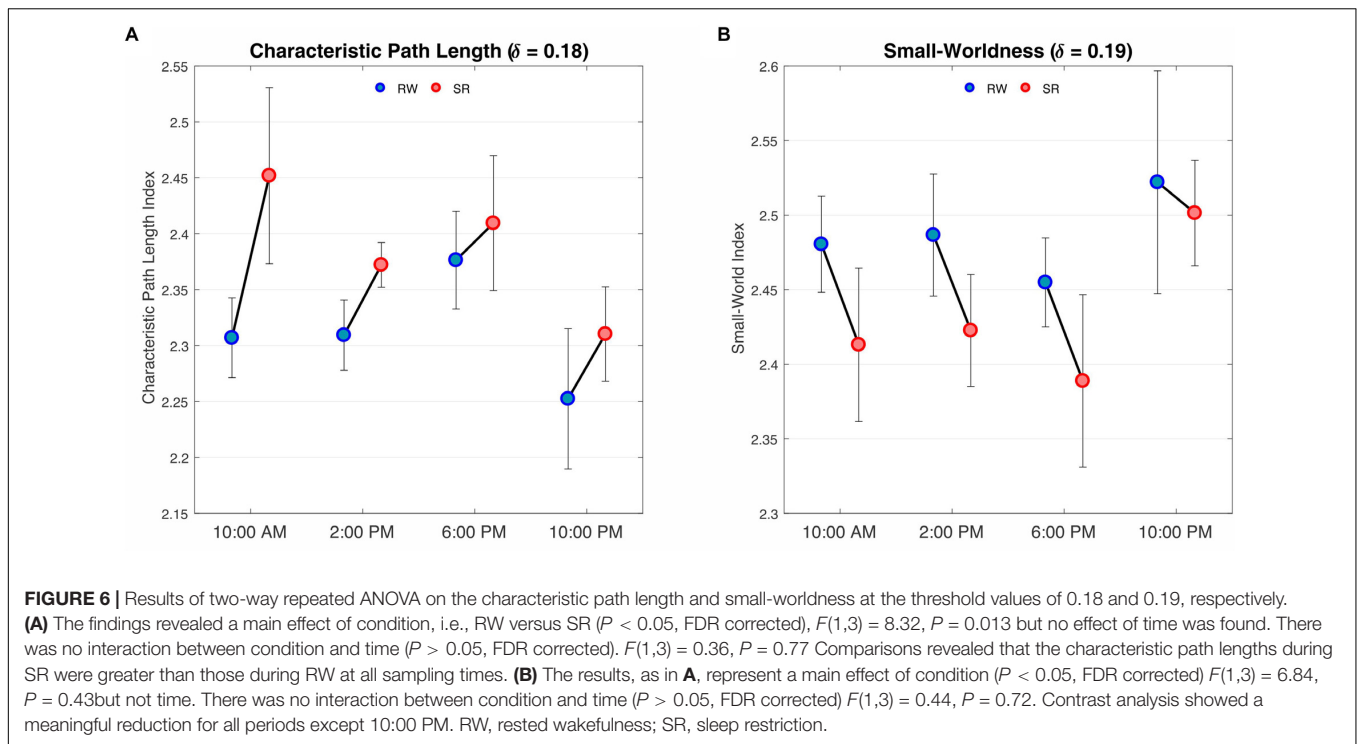 A
Characteristic Path Length (δ = 0.18)
RW SR
Characteristic Path Length Index
2.55
2.5
2.45
2.4
2.35
2.3
2.25
2.2
2.15
10:00 AM 2:00 PM 6:00 PM 10:00 PM
B
Small-Worldness (δ = 0.19)
RW SR
Small-World Index
2.6
2.55
2.5
2.45
2.4
2.35
2.3
10:00 AM 2:00 PM 6:00 PM 10:00 PM
FIGURE 6 | Results of two-way repeated ANOVA on the characteristic path length and small-worldness at the threshold values of 0.18 and 0.19, respectively.
(A) The findings revealed a main effect of condition, i.e., RW versus SR (P < 0.05, FDR corrected), F(1,3) = 8.32, P = 0.013 but no effect of time was found. There
was no interaction between condition and time (P > 0.05, FDR corrected). F(1,3) = 0.36, P = 0.77 Comparisons revealed that the characteristic path lengths during
SR were greater than those during RW at all sampling times. (B) The results, as in A, represent a main effect of condition (P < 0.05, FDR corrected) F(1,3) = 6.84,
P = 0.43but not time. There was no interaction between condition and time (P > 0.05, FDR corrected) F(1,3) = 0.44, P = 0.72. Contrast analysis showed a
meaningful reduction for all periods except 10:00 PM. RW, rested wakefulness; SR, sleep restriction.